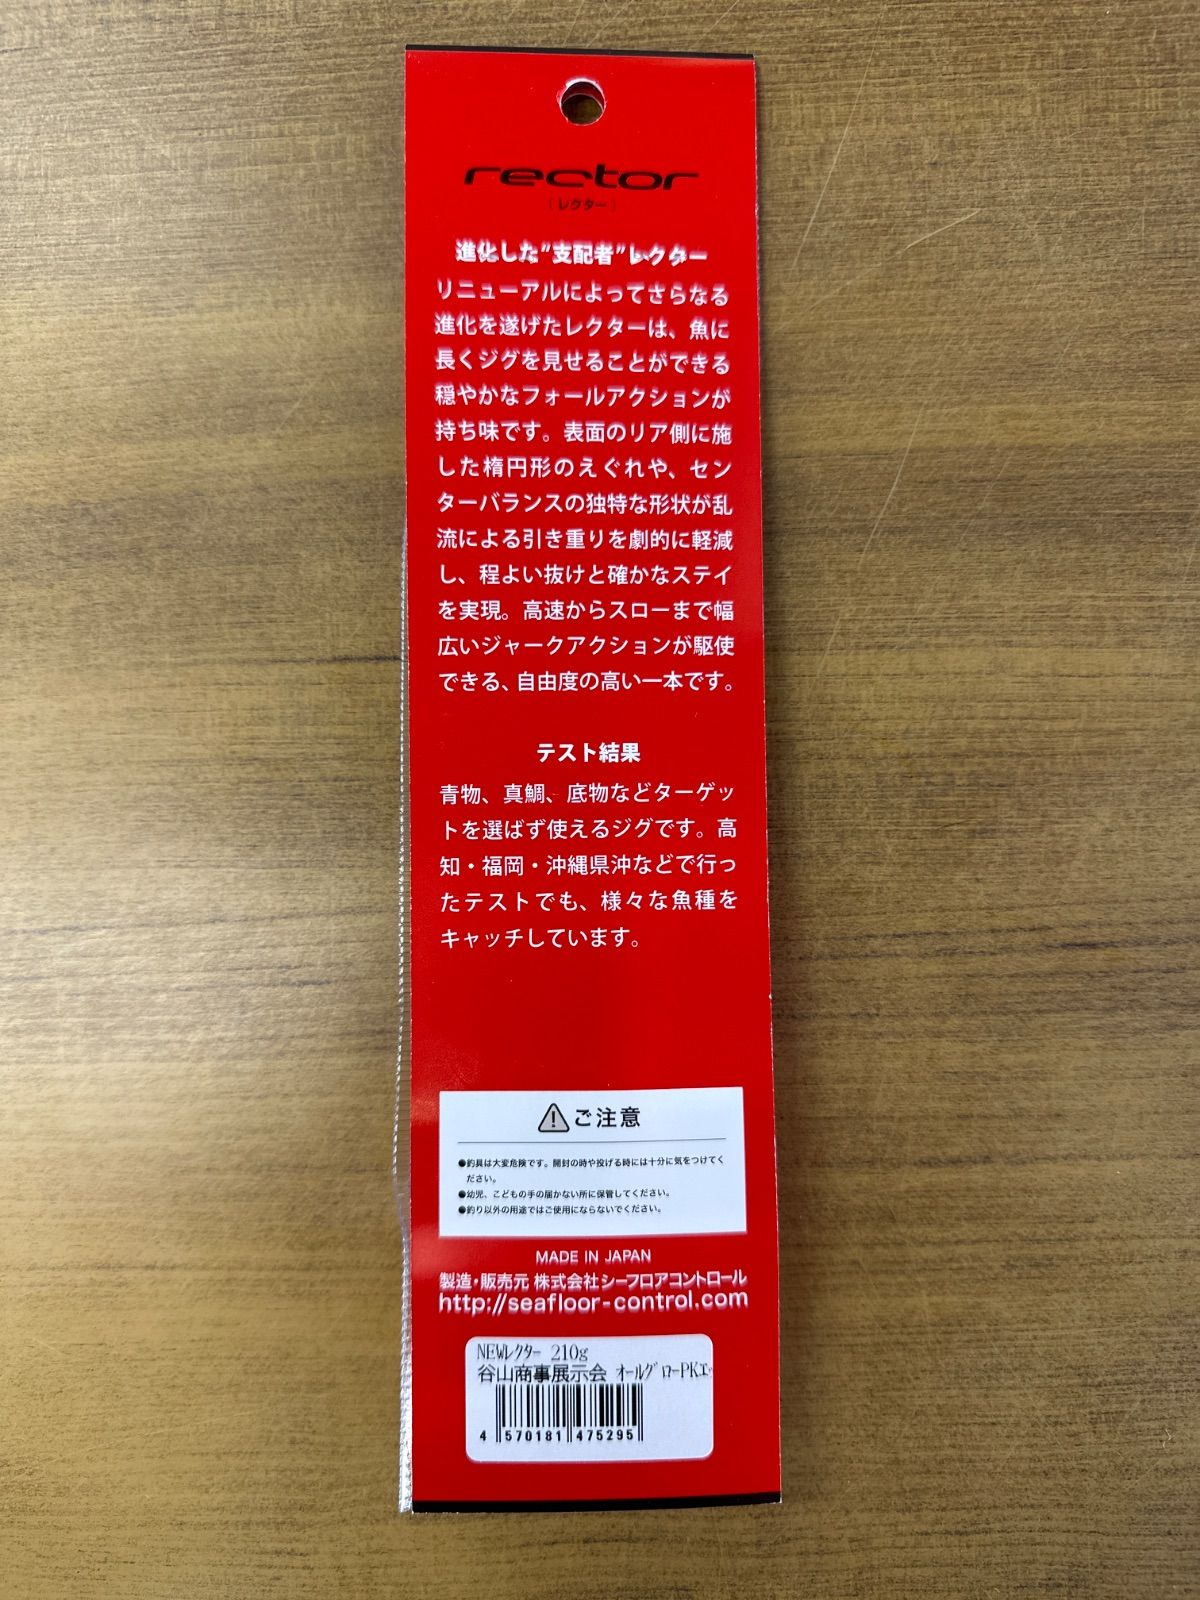 rector
［レクター］
進化した"支配者"レクター
リニューアルによってさらなる
進化を遂げたレクターは、魚に
長くジグを見せることができる
穏やかなフォールアクションが
持ち味です。表面のリア側に施
した楕円形のえぐれや、セン
ターバランスの独特な形状が乱
流による引き重りを劇的に軽減
し、程よい抜けと確かなステイ
を実現。高速からスローまで幅
広いジャークアクションが駆使
できる、自由度の高い一本です。
テスト結果
青物、真鯛、底物などターゲッ
トを選ばず使えるジグです。高
知・福岡・沖縄県沖などで行っ
たテストでも、様々な魚種を
キャッチしています。
ご注意
●釣具は大変危険です。開封の時や投げる時には十分に気をつけてく
ださい。
●幼児、こどもの手の届かない所に保管してください。
●釣り以外の用途ではご使用にならないでください。
MADE IN JAPAN
製造・販売元 株式会社シーフロアコントロール
http://seafloor-control.com
NEWﾚｸﾀｰ 210g
谷山商事展示会 ｵｰﾙｸﾞﾛｰPKｴ
4 570181 475295